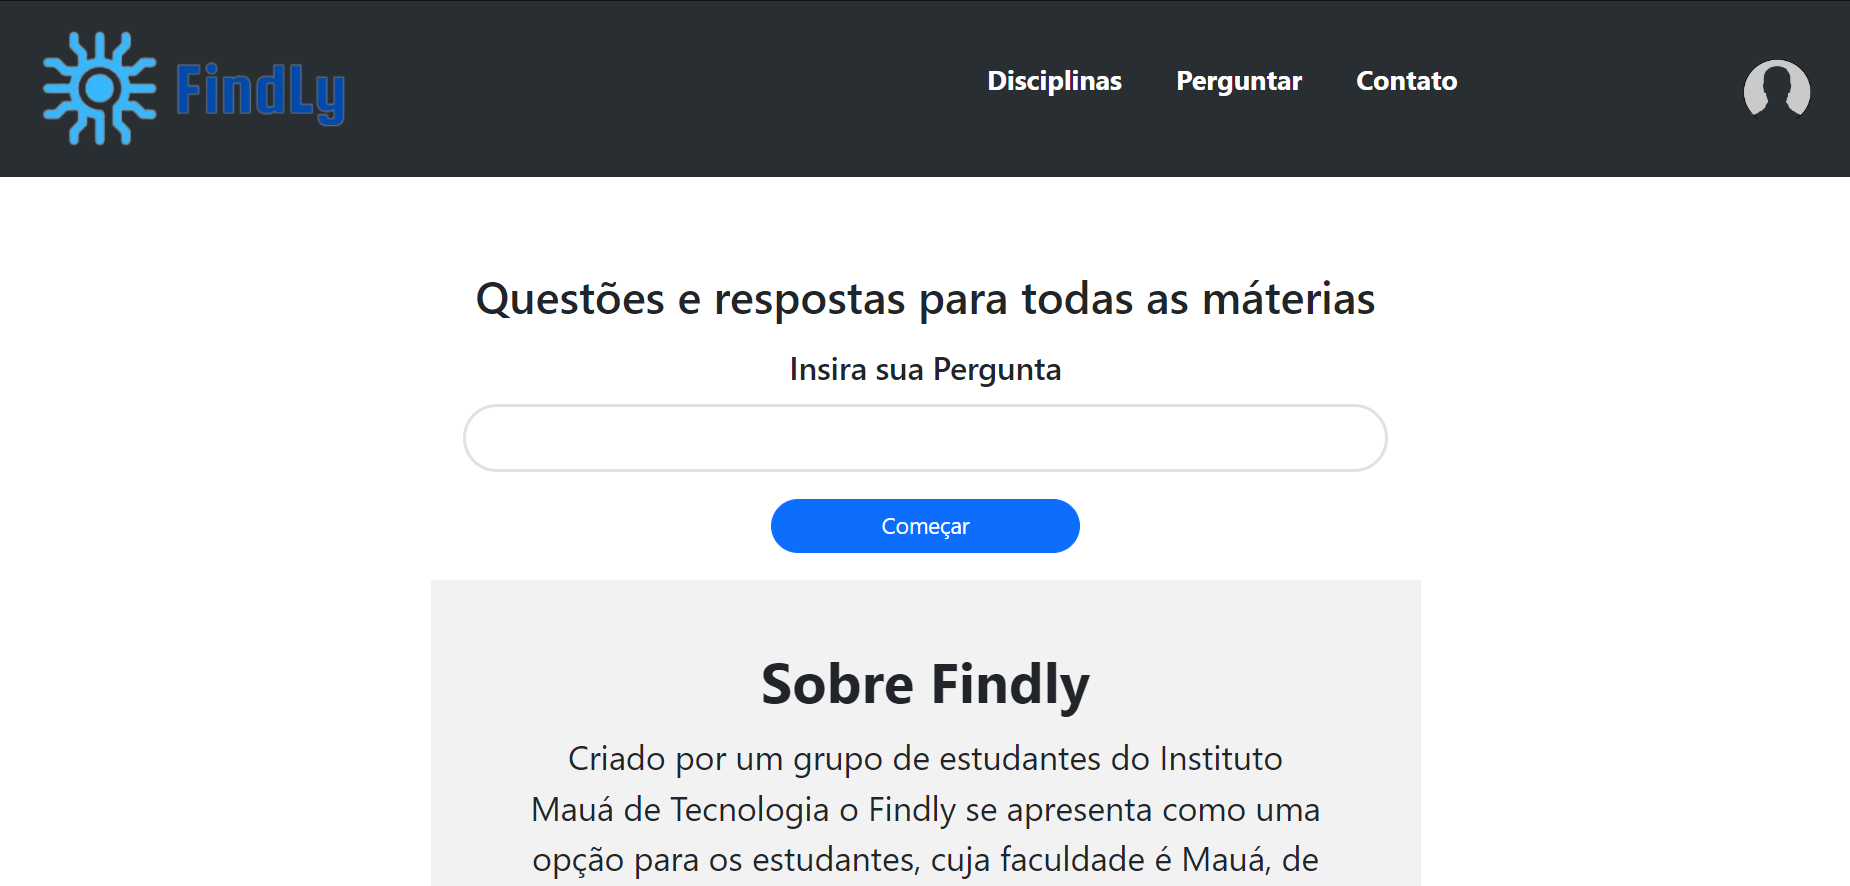 FindLy
Disciplinas Perguntar Contato
Questões e respostas para todas as máterias
Insira sua Pergunta
Começar
Sobre Findly
Criado por um grupo de estudantes do Instituto
Mauá de Tecnologia o Findly se apresenta como uma
opção para os estudantes, cuja faculdade é Mauá, de